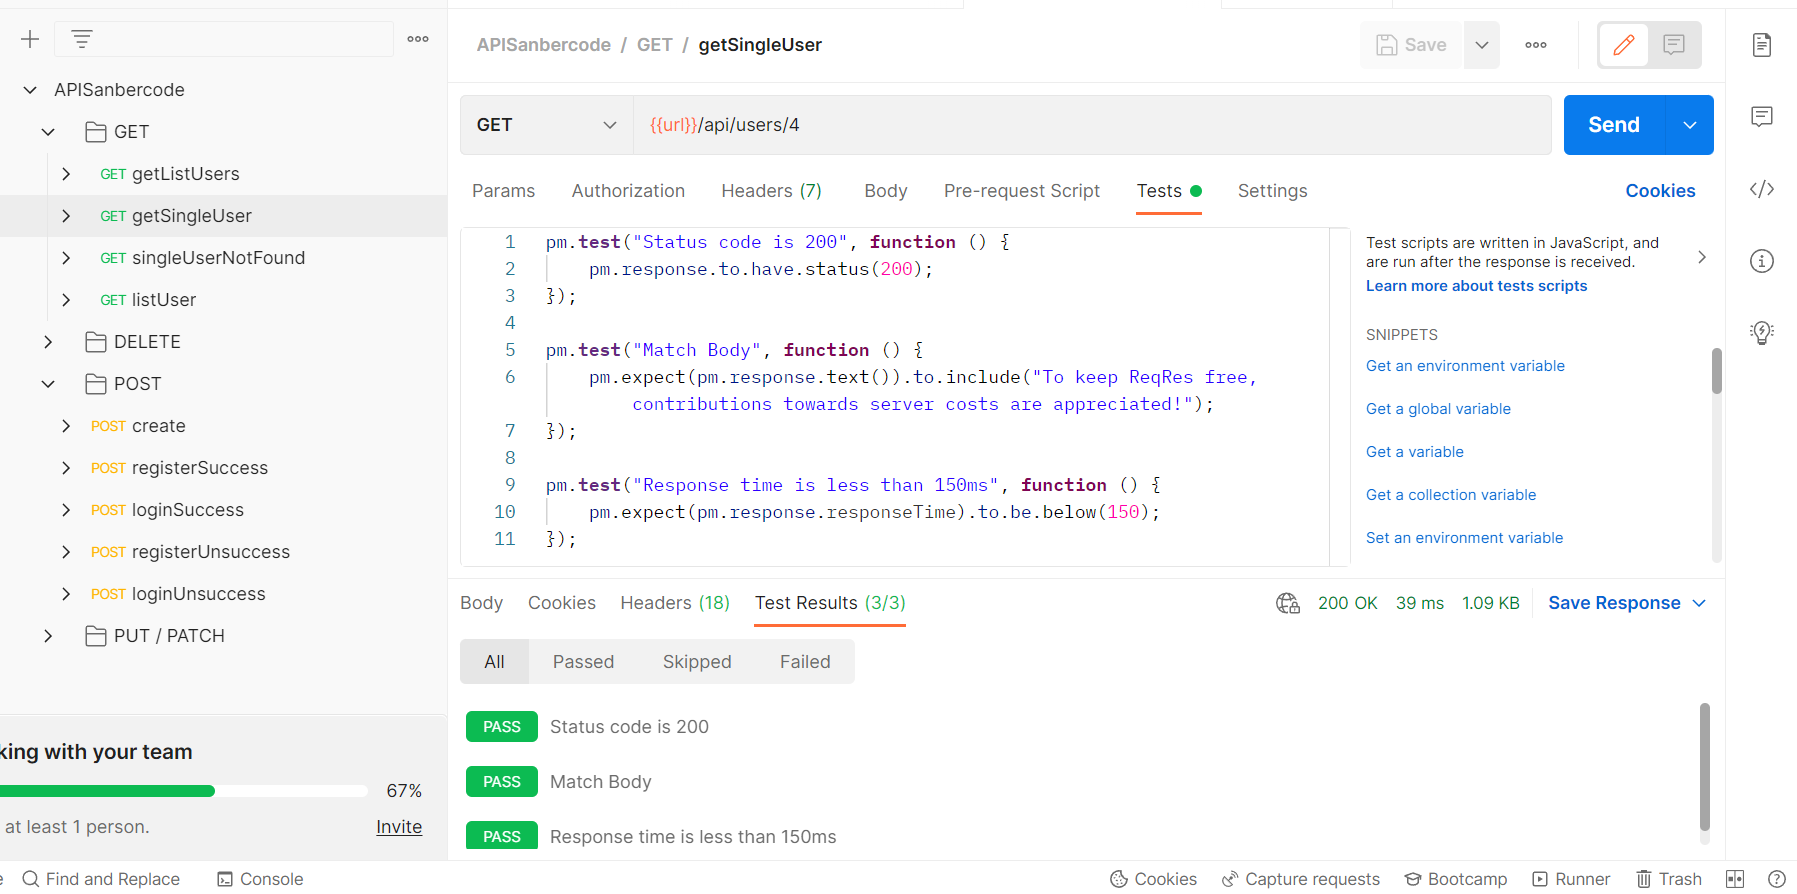 APISanbercode
GET
GET getListUsers
GET getSingleUser
GET singleUserNotFound
GET listUser
DELETE
POST
POST create
POST registerSuccess
POST loginSuccess
POST registerUnsuccess
POST loginUnsuccess
PUT / PATCH
king with your team
67%
at least 1 person.
Invite
APISanbercode / GET / getSingleUser
Save
GET
{{url}}/api/users/4
Send
Params Authorization Headers (7) Body Pre-request Script Tests Settings Cookies
1 pm.test("Status code is 200", function () {
2 pm.response.to.have.status(200);
3 });
4
5 pm.test("Match Body", function () {
6 pm.expect(pm.response.text()).to.include("To keep ReqRes free,
contributions towards server costs are appreciated!");
7 });
8
9 pm.test("Response time is less than 150ms", function () {
10 pm.expect(pm.response.responseTime).to.be.below(150);
11 });
Test scripts are written in JavaScript, and
are run after the response is received.
Learn more about tests scripts
SNIPPETS
Get an environment variable
Get a global variable
Get a variable
Get a collection variable
Set an environment variable
Body Cookies Headers (18) Test Results (3/3) 200 OK 39 ms 1.09 KB Save Response
All Passed Skipped Failed
PASS Status code is 200
PASS Match Body
PASS Response time is less than 150ms
Find and Replace Console Cookies Capture requests Bootcamp Runner Trash